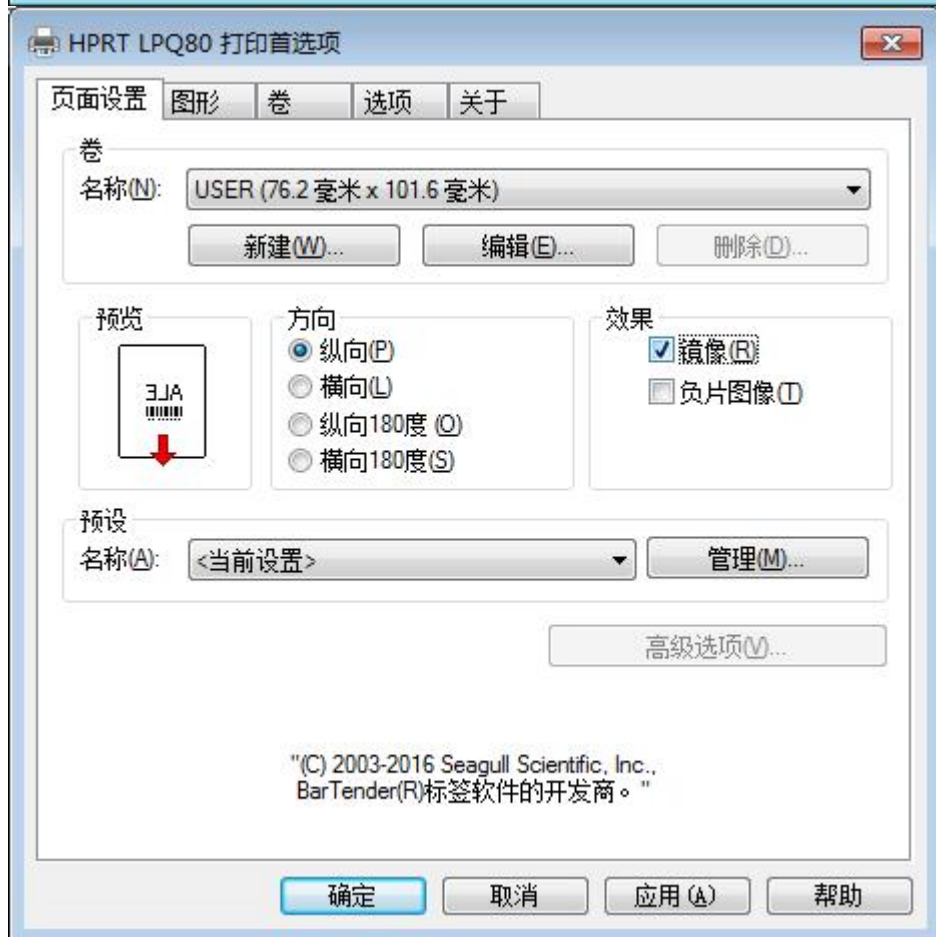 HPRT LPQ80 打印首选项
页面设置 图形 卷 选项 关于
卷
名称(N): USER (76.2 毫米 x 101.6 毫米)
新建(W)... 编辑(E)... 删除(D)...
预览 方向 效果
纵向(P) 镜像(R)
ALE 横向(L) 负片图像(T)
纵向180度 (O)
横向180度(S)
预设
名称(A): <当前设置> 管理(M)...
高级选项(V)...
"(C) 2003-2016 Seagull Scientific, Inc.,
BarTender(R)标签软件的开发商。"
确定 取消 应用 (A) 帮助